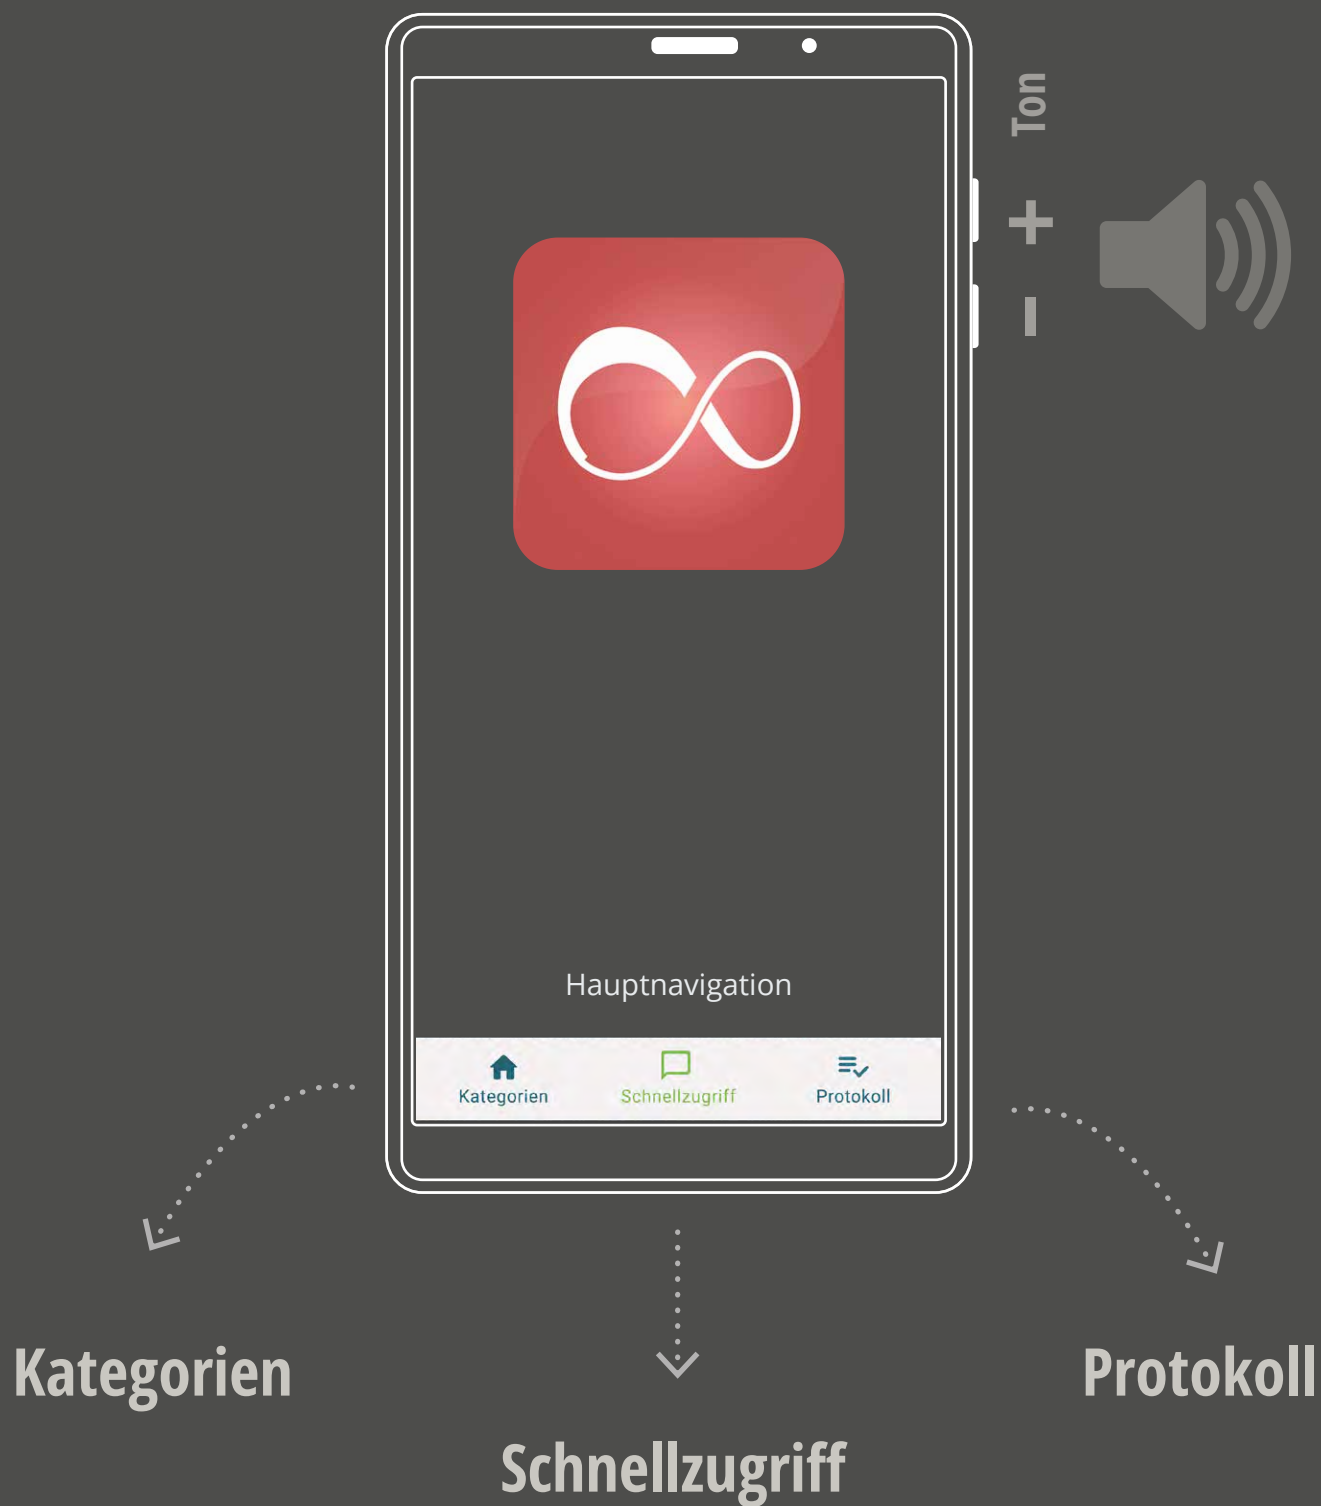 Ton
+
-
Hauptnavigation
Kategorien Schnellzugriff Protokoll
Kategorien
Protokoll
Schnellzugriff